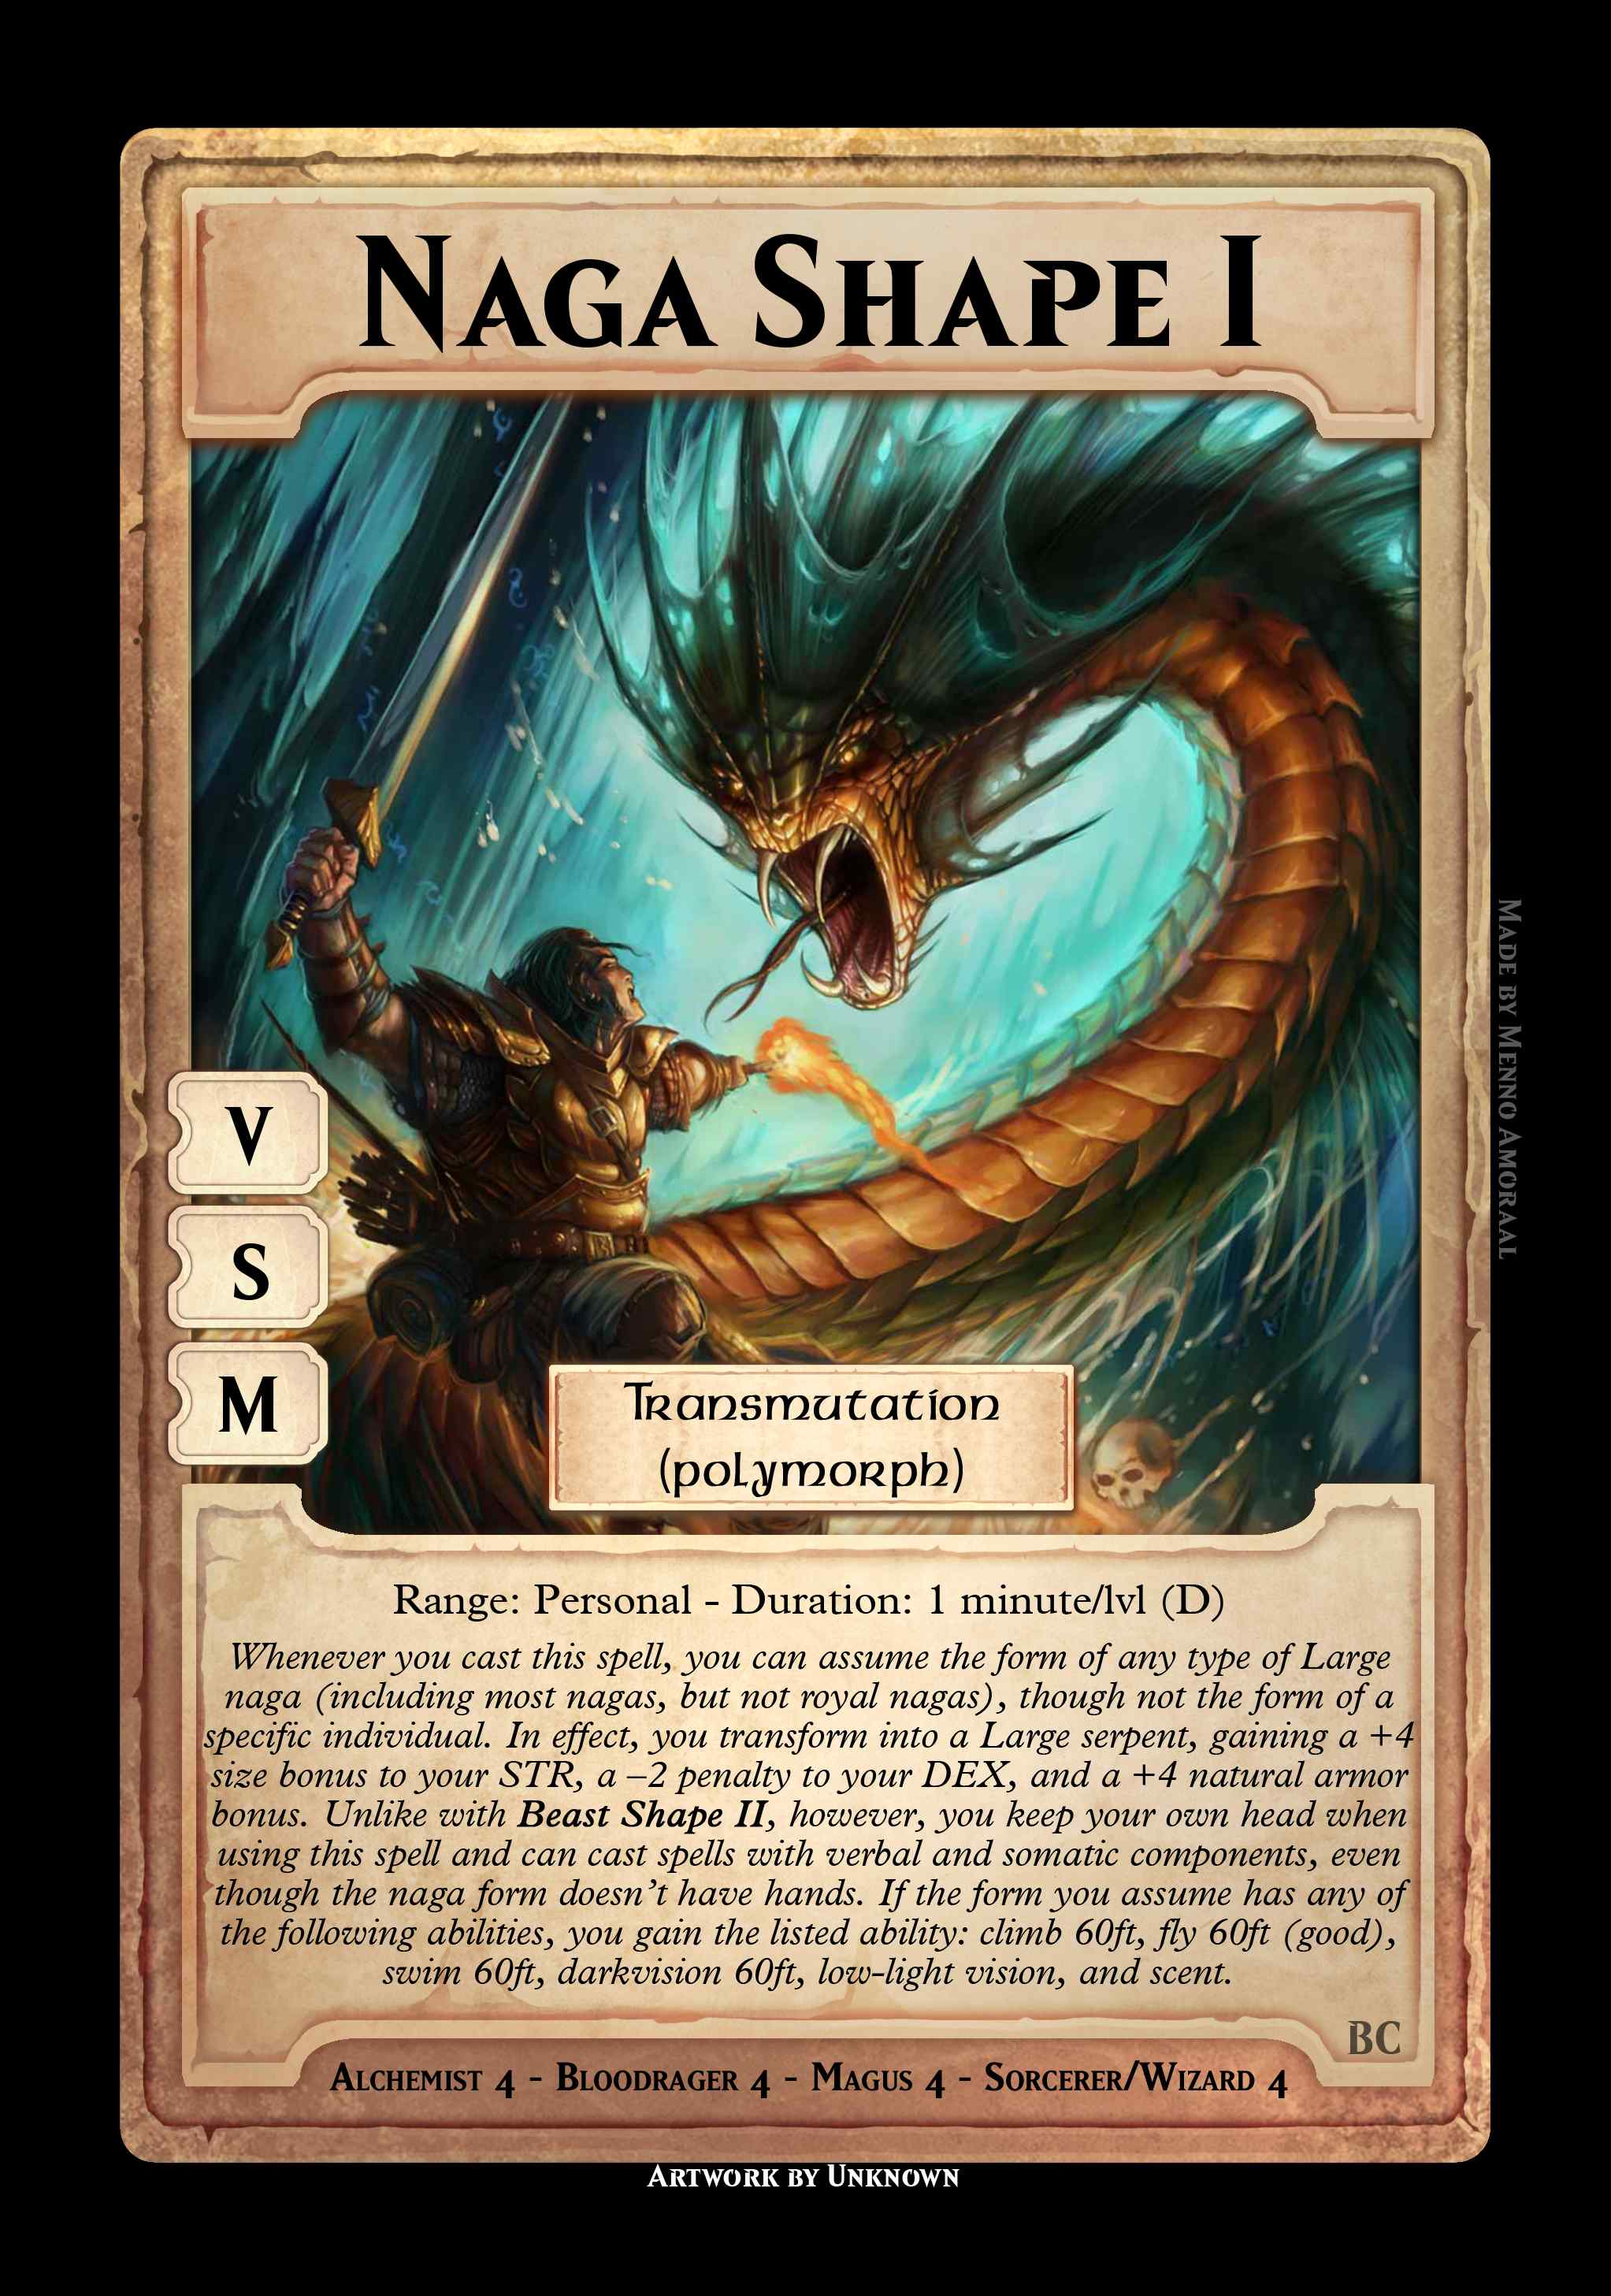 Naga Shape I
V
S
M
Transmutation
(polymorph)
Range: Personal - Duration: 1 minute/lvl (D)
Whenever you cast this spell, you can assume the form of any type of Large
naga (including most nagas, but not royal nagas), though not the form of a
specific individual. In effect, you transform into a Large serpent, gaining a +4
size bonus to your STR, a –2 penalty to your DEX, and a +4 natural armor
bonus. Unlike with Beast Shape II, however, you keep your own head when
using this spell and can cast spells with verbal and somatic components, even
though the naga form doesn't have hands. If the form you assume has any of
the following abilities, you gain the listed ability: climb 60ft, fly 60ft (good),
swim 60ft, darkvision 60ft, low-light vision, and scent.
BC
Alchemist 4 - Bloodrager 4 - Magus 4 - Sorcerer/Wizard 4
Artwork by Unknown
Made by Menno Amoraal